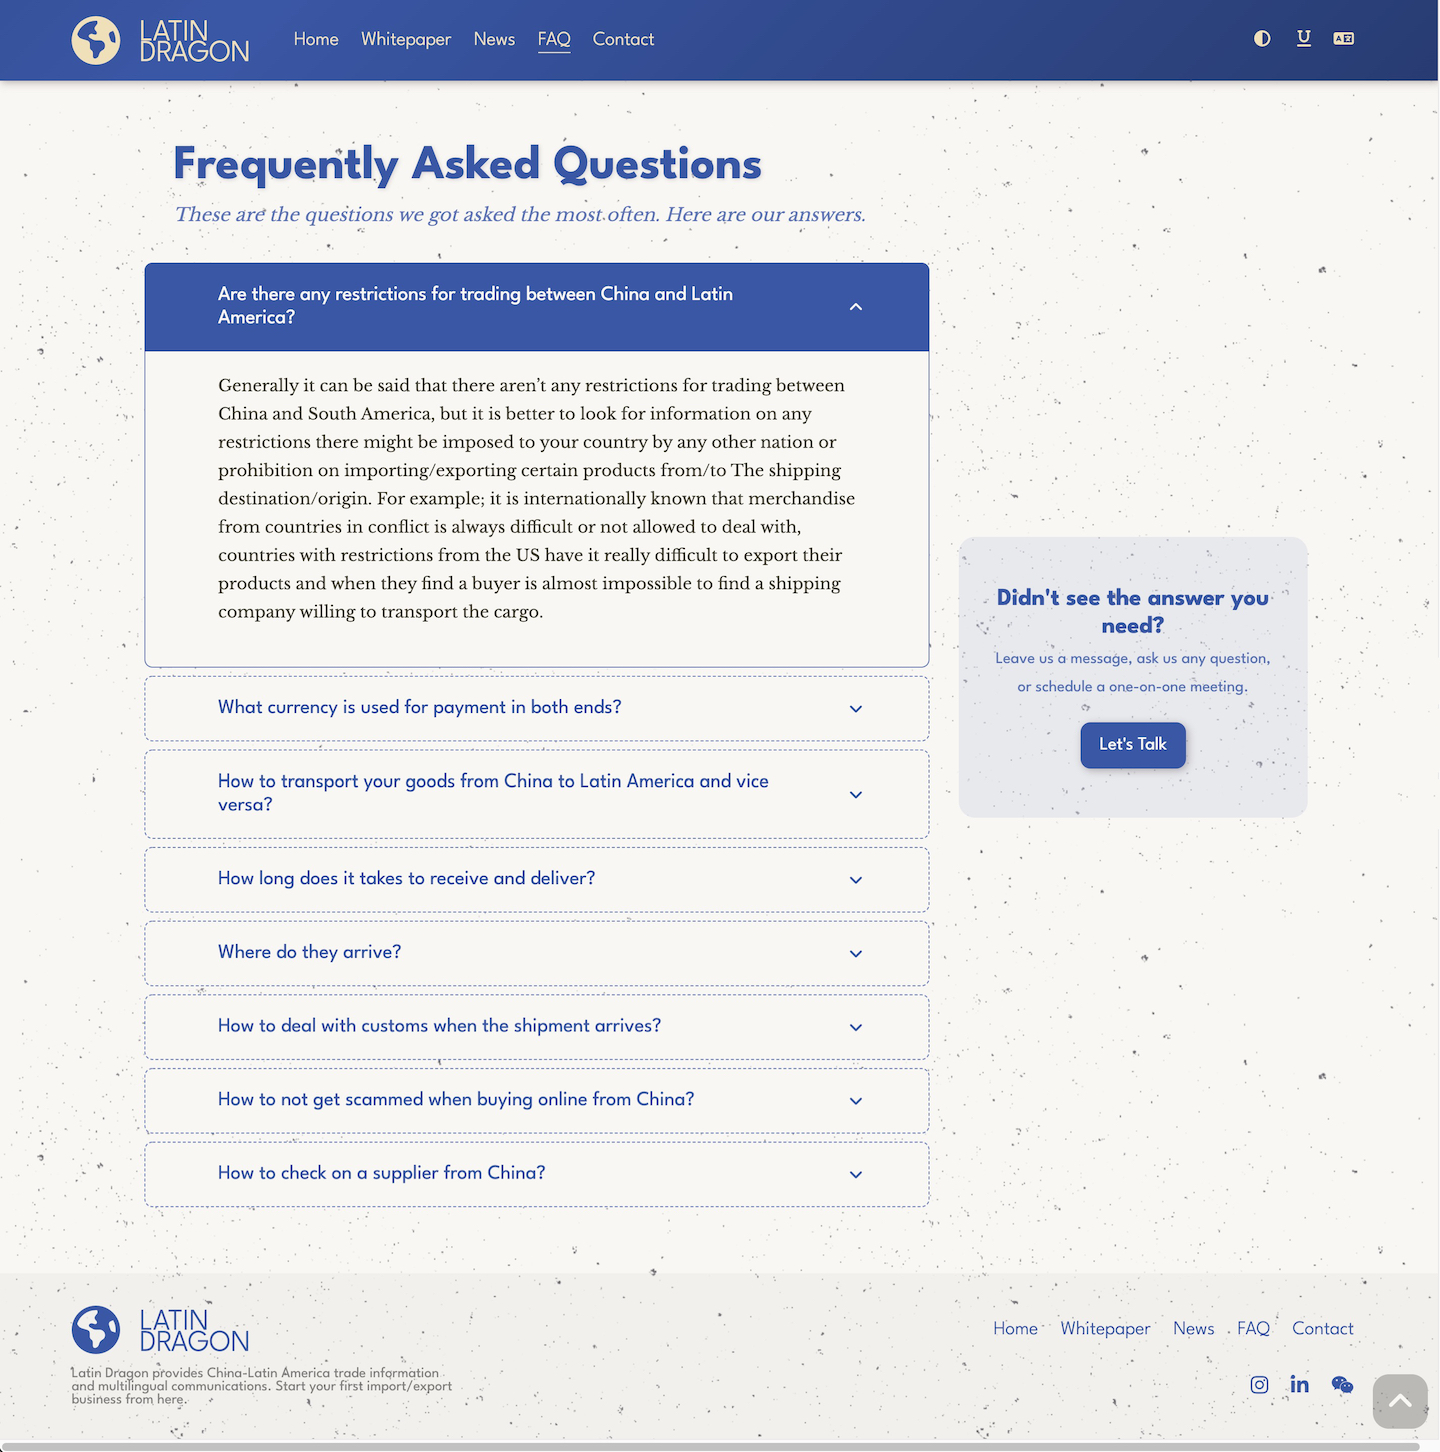 LATIN
DRAGON
Home
Whitepaper
News
FAQ
Contact
U
A文
Frequently Asked Questions
These are the questions we got asked the most often. Here are our answers.
Are there any restrictions for trading between China and Latin
America?
Generally it can be said that there aren’t any restrictions for trading between
China and South America, but it is better to look for information on any
restrictions there might be imposed to your country by any other nation or
prohibition on importing/exporting certain products from/to The shipping
destination/origin. For example; it is internationally known that merchandise
from countries in conflict is always difficult or not allowed to deal with,
countries with restrictions from the US have it really difficult to export their
products and when they find a buyer is almost impossible to find a shipping
company willing to transport the cargo.
What currency is used for payment in both ends?
How to transport your goods from China to Latin America and vice
versa?
How long does it takes to receive and deliver?
Where do they arrive?
How to deal with customs when the shipment arrives?
How to not get scammed when buying online from China?
How to check on a supplier from China?
Didn't see the answer you
need?
Leave us a message, ask us any question,
or schedule a one-on-one meeting.
Let's Talk
LATIN
DRAGON
Latin Dragon provides China-Latin America trade information
and multilingual communications. Start your first import/export
business from here.
Home
Whitepaper
News
FAQ
Contact
in